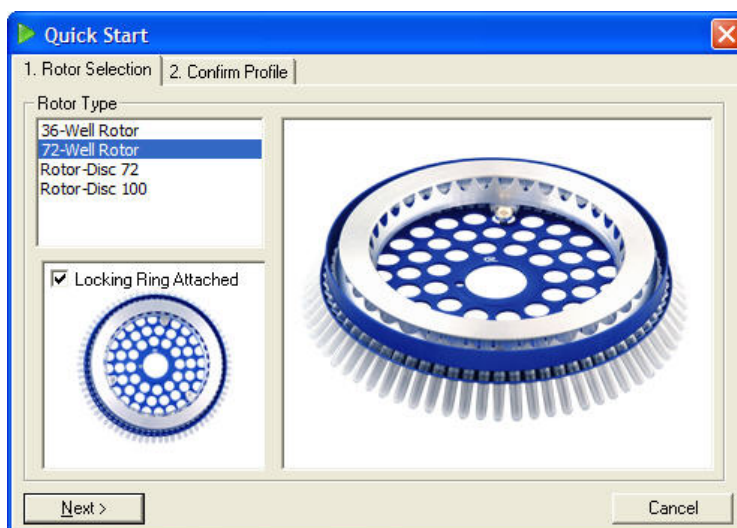 Quick Start
1. Rotor Selection
2. Confirm Profile
Rotor Type
36-Well Rotor
72-Well Rotor
Rotor-Disc 72
Rotor-Disc 100
Locking Ring Attached
Next >
Cancel